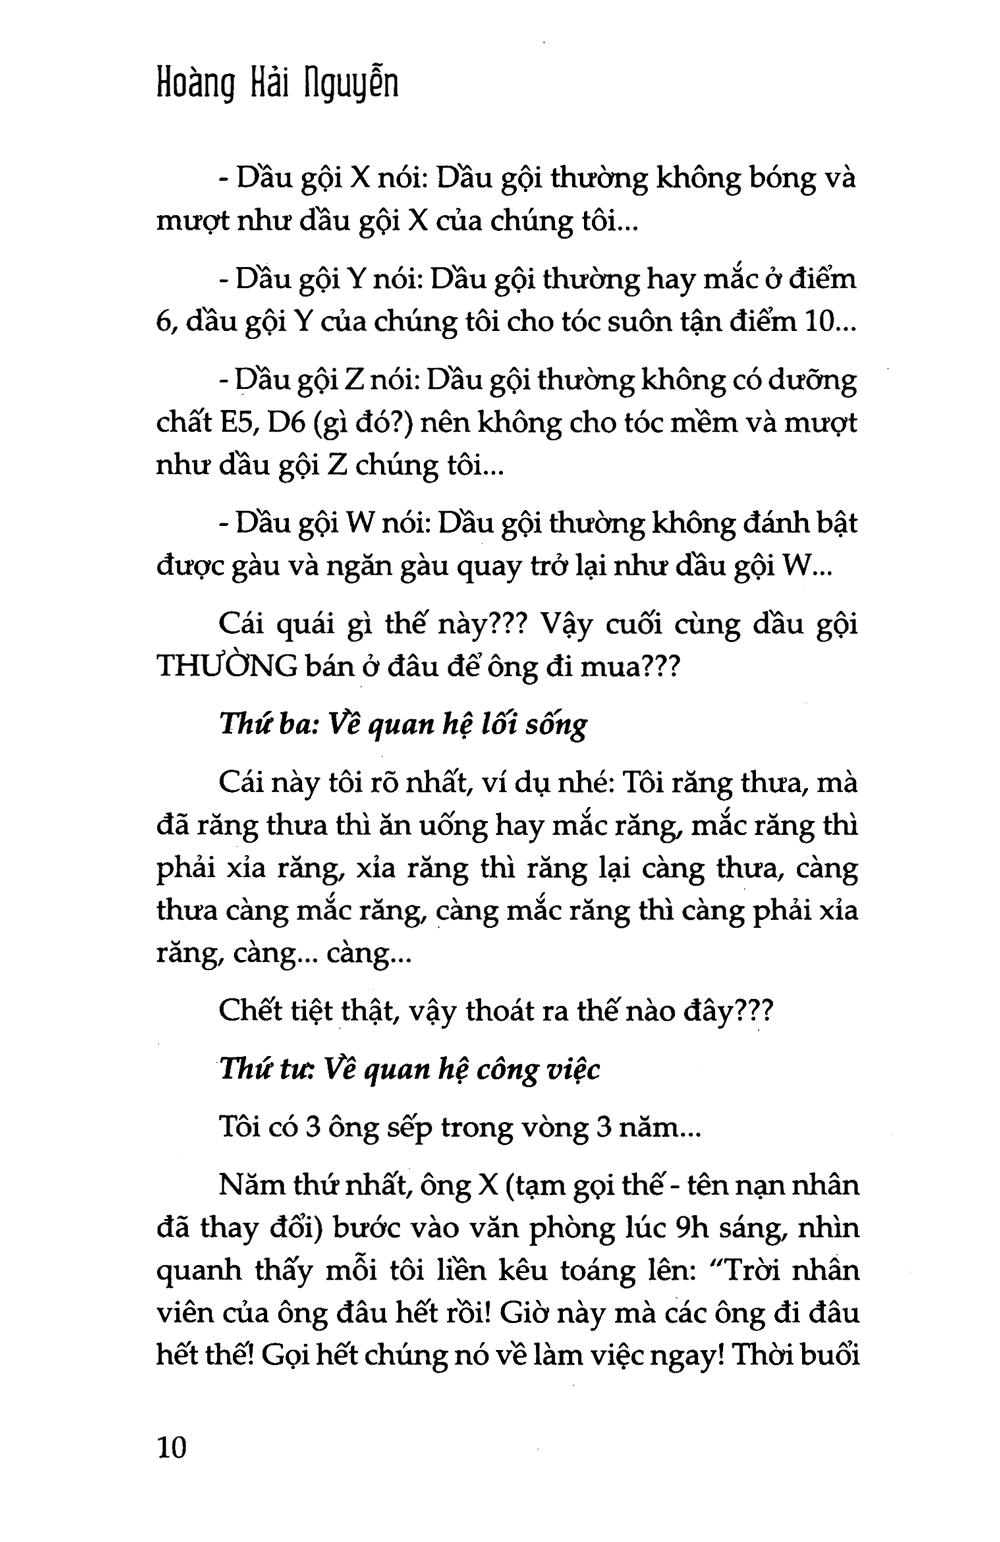 Hoàng Hải Nguyễn
- Dầu gội X nói: Dầu gội thường không bóng và
mượt như dầu gội X của chúng tôi...
- Dầu gội Y nói: Dầu gội thường hay mắc ở điểm
6, dầu gội Y của chúng tôi cho tóc suôn tận điểm 10...
- Dầu gội Z nói: Dầu gội thường không có dưỡng
chất E5, D6 (gì đó?) nên không cho tóc mềm và mượt
như dầu gội Z chúng tôi...
- Dầu gội W nói: Dầu gội thường không đánh bật
được gàu và ngăn gàu quay trở lại như dầu gội W...
Cái quái gì thế này??? Vậy cuối cùng dầu gội
THƯỜNG bán ở đâu để ông đi mua???
Thứ ba: Về quan hệ lối sống
Cái này tôi rõ nhất, ví dụ nhé: Tôi răng thưa, mà
đã răng thưa thì ăn uống hay mắc răng, mắc răng thì
phải xỉa răng, xỉa răng thì răng lại càng thưa, càng
thưa càng mắc răng, càng mắc răng thì càng phải xỉa
răng, càng... càng...
Chết tiệt thật, vậy thoát ra thế nào đây???
Thứ tư: Về quan hệ công việc
Tôi có 3 ông sếp trong vòng 3 năm...
Năm thứ nhất, ông X (tạm gọi thế - tên nạn nhân
đã thay đổi) bước vào văn phòng lúc 9h sáng, nhìn
quanh thấy mỗi tôi liền kêu toáng lên: "Trời nhân
viên của ông đâu hết rồi! Giờ này mà các ông đi đâu
hết thế! Gọi hết chúng nó về làm việc ngay! Thời buổi
10